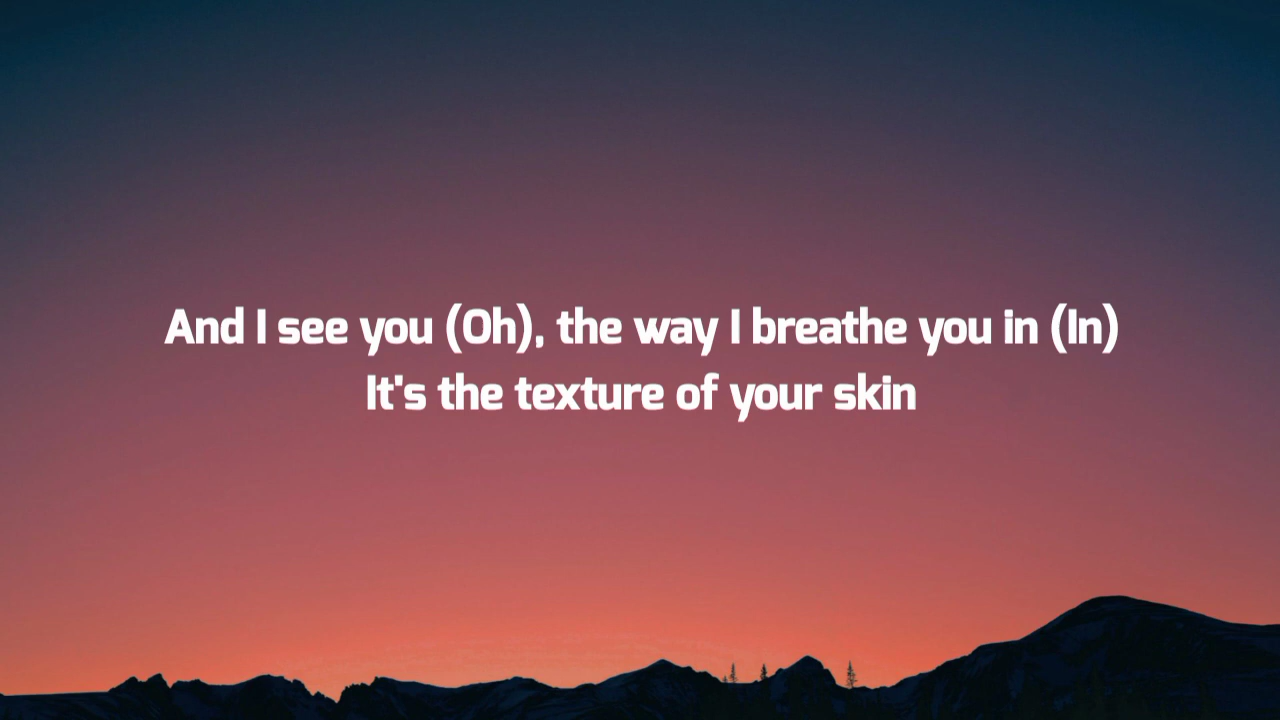 And I see you (Oh), the way I breathe you in (In)
It's the texture of your skin